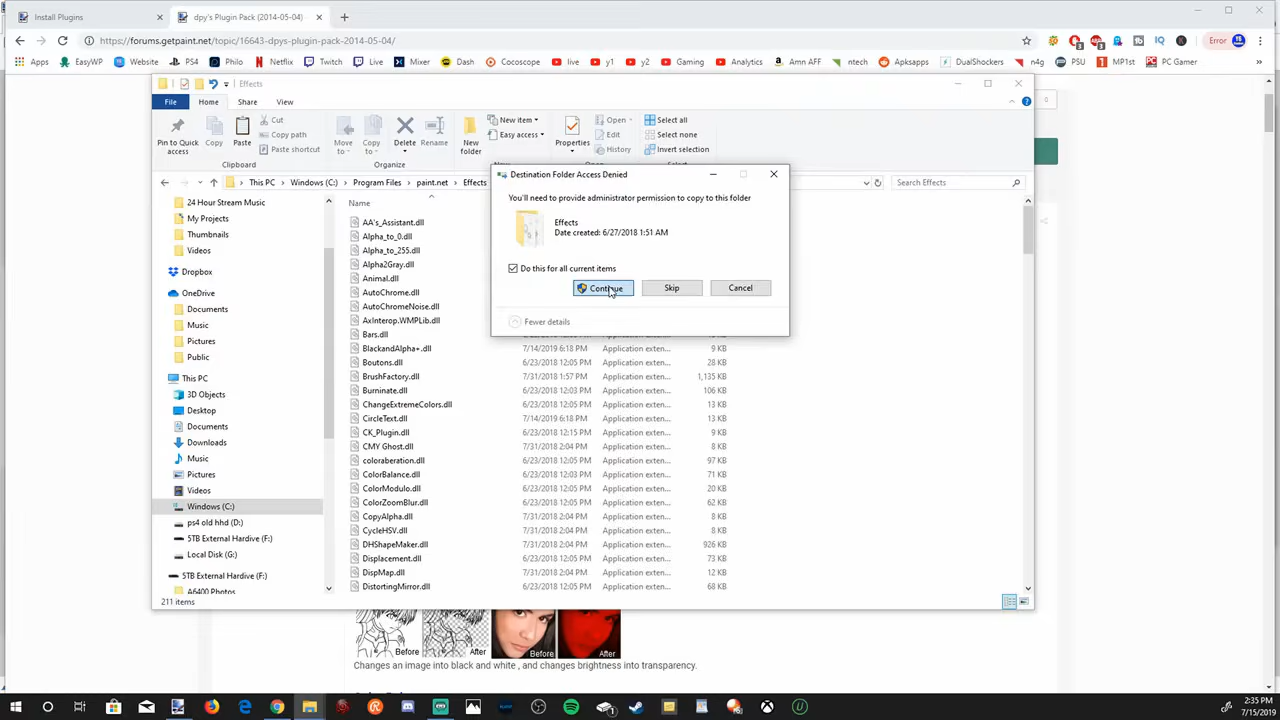 Install Plugins
dpy's Plugin Pack (2014-05-04)
https://forums.getpaint.net/topic/16643-dpys-plugin-pack-2014-05-04/
Error
Apps EasyWP Website PS4 Philo Netflix Twitch Live Mixer Dash Cocoscope live y1 y2 Gaming Analytics Amn AFF ntech Apksapps DualShockers n4g PSU MP1st PC Gamer
Effects
File Home Share View
Pin to Quick access
Copy
Paste
Cut
Copy path
Paste shortcut
Move to
Copy to
Delete
Rename
New folder
New item
Easy access
Properties
Open
Edit
History
Select all
Select none
Invert selection
Clipboard
Organize
This PC > Windows (C:) > Program Files > paint.net > Effects
Search Effects
24 Hour Stream Music
My Projects
Thumbnails
Videos
Dropbox
OneDrive
Documents
Music
Pictures
Public
This PC
3D Objects
Desktop
Documents
Downloads
Music
Pictures
Videos
Windows (C:)
ps4 old hhd (D:)
5TB External Hardive (F:)
Local Disk (G:)
5TB External Hardive (F:)
A6400 Photos
Name
AA's_Assistant.dll
Alpha_to_0.dll
Alpha_to_255.dll
Alpha2Gray.dll
Animal.dll
AutoChrome.dll
AutoChromeNoise.dll
AxInterop.WMPLib.dll
Bars.dll
BlackandAlpha+.dll 7/14/2019 6:18 PM Application exten... 9 KB
Boutons.dll 6/23/2018 12:05 PM Application exten... 28 KB
BrushFactory.dll 7/31/2018 1:57 PM Application exten... 1,135 KB
Burninate.dll 6/23/2018 12:03 PM Application exten... 106 KB
ChangeExtremeColors.dll 6/23/2018 12:05 PM Application exten... 13 KB
CircleText.dll 7/14/2019 6:18 PM Application exten... 13 KB
CK_Plugin.dll 6/23/2018 12:15 PM Application exten... 9 KB
CMY Ghost.dll 7/31/2018 2:04 PM Application exten... 8 KB
coloraberation.dll 6/23/2018 12:05 PM Application exten... 97 KB
ColorBalance.dll 6/23/2018 12:03 PM Application exten... 71 KB
ColorModulo.dll 6/23/2018 12:05 PM Application exten... 20 KB
ColorZoomBlur.dll 6/23/2018 12:05 PM Application exten... 62 KB
CopyAlpha.dll 7/31/2018 2:04 PM Application exten... 8 KB
CycleHSV.dll 7/31/2018 2:04 PM Application exten... 8 KB
DHShapeMaker.dll 7/31/2018 2:04 PM Application exten... 926 KB
Displacement.dll 6/23/2018 12:05 PM Application exten... 73 KB
DispMap.dll 7/31/2018 2:04 PM Application exten... 12 KB
DistortingMirror.dll 6/23/2018 12:05 PM Application exten... 68 KB
211 items
Destination Folder Access Denied
You'll need to provide administrator permission to copy to this folder
Effects
Date created: 6/27/2018 1:51 AM
Do this for all current items
Continue
Skip
Cancel
Fewer details
Before After Before After
Changes an image into black and white , and changes brightness into transparency.
2:35 PM
7/15/2019